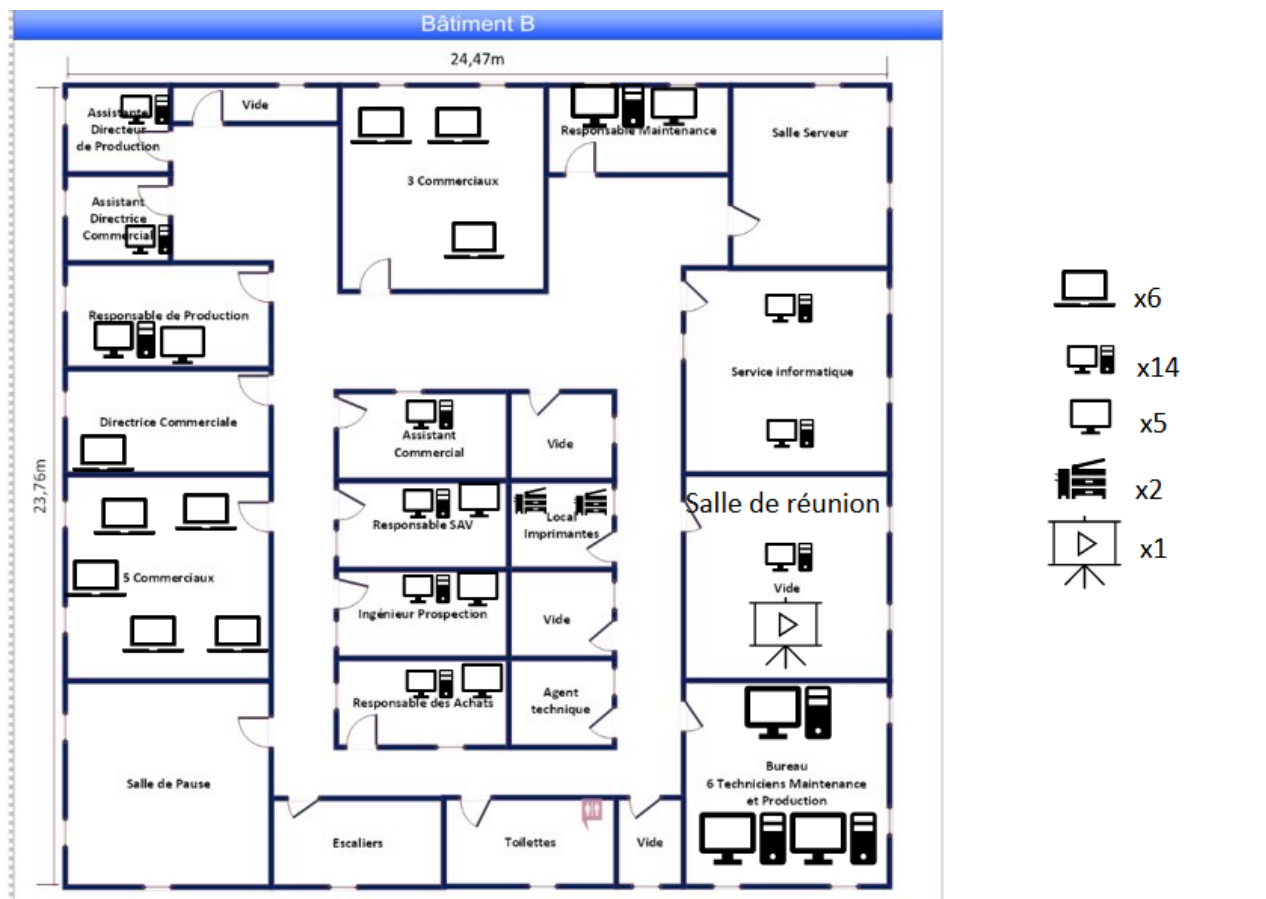 Bâtiment B
24,47m
23,76m
Assistante
Directeur
de Production
Vide
3 Commerciaux
Responsable Maintenance
Salle Serveur
Assistant
Directrice
Commercial
Responsable de Production
Service informatique
Directrice Commerciale
Assistant
Commercial
Vide
5 Commerciaux
Responsable SAV
Local
Imprimantes
Salle de réunion
Vide
Ingénieur Prospection
Vide
Responsable des Achats
Agent
technique
Bureau
6 Techniciens Maintenance
et Production
Salle de Pause
Escaliers
Toilettes
Vide
x6
x14
x5
x2
x1